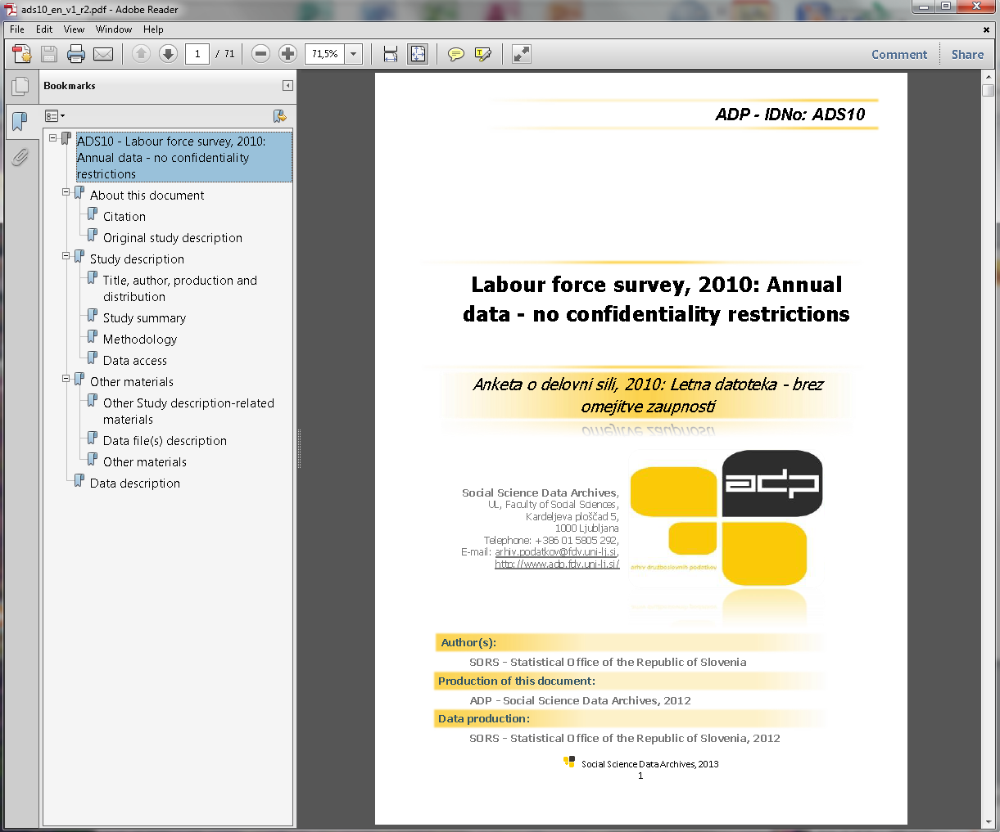 ads10_en_v1_r2.pdf - Adobe Reader
File Edit View Window Help
1 / 71 71,5% Comment Share
Bookmarks
ADS10 - Labour force survey, 2010:
Annual data - no confidentiality
restrictions
About this document
Citation
Original study description
Study description
Title, author, production and
distribution
Study summary
Methodology
Data access
Other materials
Other Study description-related
materials
Data file(s) description
Other materials
Data description
ADP - IDNo: ADS10
Labour force survey, 2010: Annual
data - no confidentiality restrictions
Anketa o delovni sili, 2010: Letna datoteka - brez
omejitve zaupnosti
Social Science Data Archives,
UL, Faculty of Social Sciences,
Kardeljeva ploščad 5,
1000 Ljubljana
Telephone: +386 01 5805 292,
E-mail: arhiv.podatkov@fdv.uni-lj.si,
http://www.adp.fdv.uni-lj.si/
adp
arhiv družboslovnih podatkov
Author(s):
SORS - Statistical Office of the Republic of Slovenia
Production of this document:
ADP - Social Science Data Archives, 2012
Data production:
SORS - Statistical Office of the Republic of Slovenia, 2012
Social Science Data Archives, 2013
1